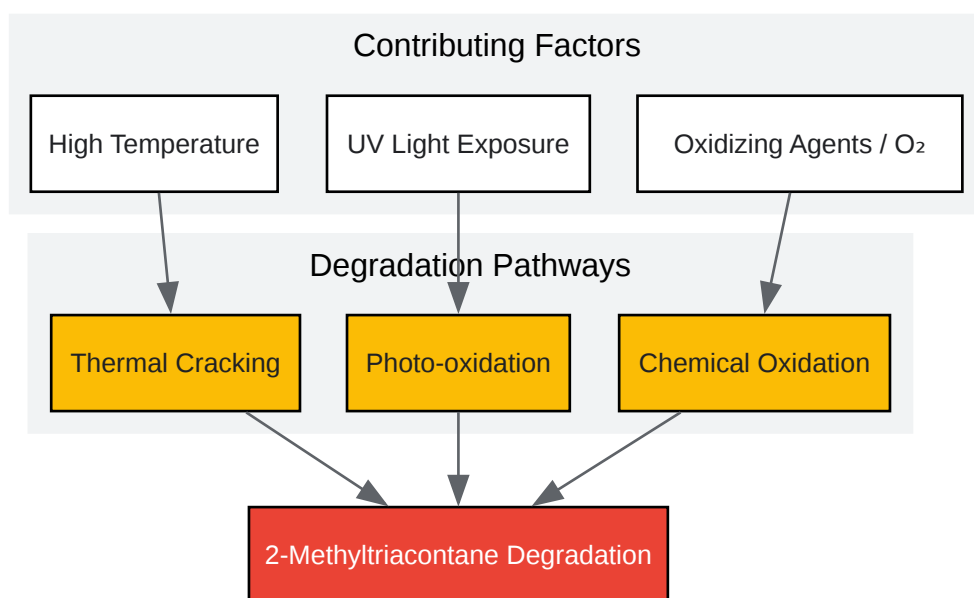 Contributing Factors
High Temperature
UV Light Exposure
Oxidizing Agents / O₂
Degradation Pathways
Thermal Cracking
Photo-oxidation
Chemical Oxidation
2-Methyltriacontane Degradation